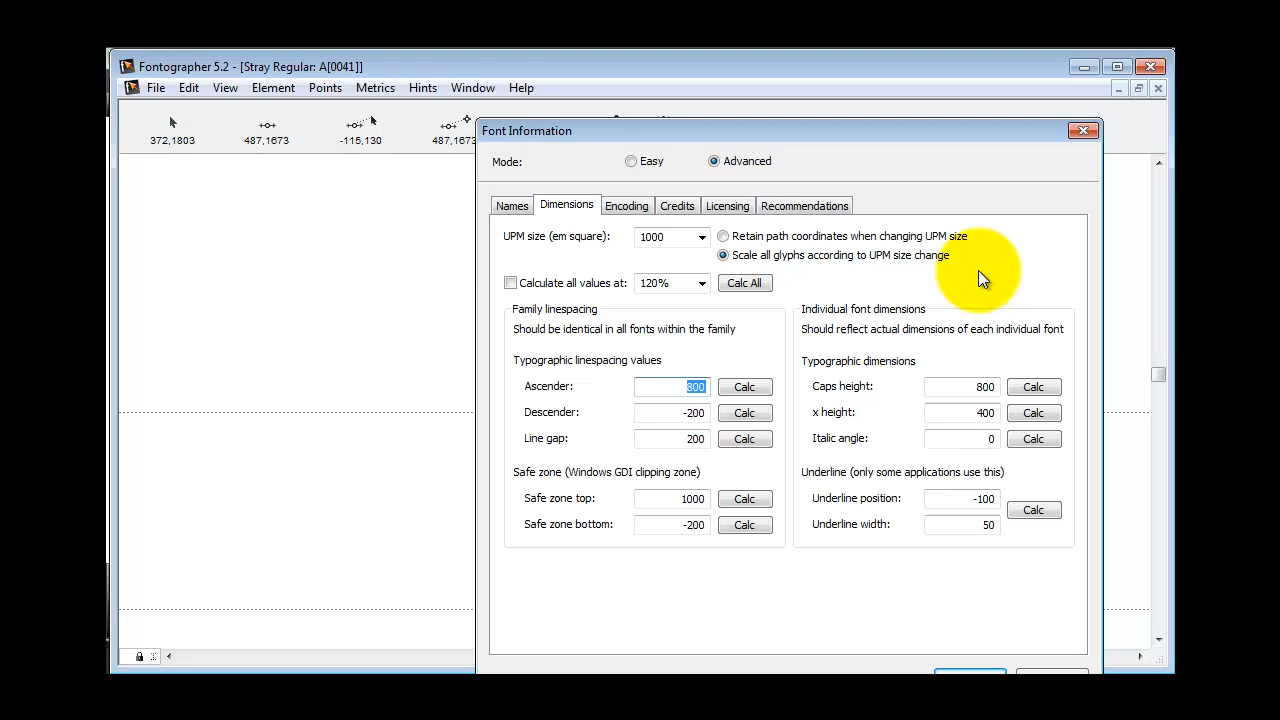 Fontographer 5.2 - [Stray Regular: A[0041]]
File Edit View Element Points Metrics Hints Window Help
372,1803 487,1673 -115,130 487,1673
Font Information
Mode: Easy Advanced
Names Dimensions Encoding Credits Licensing Recommendations
UPM size (em square): 1000 Retain path coordinates when changing UPM size
Scale all glyphs according to UPM size change
Calculate all values at: 120% Calc All
Family linespacing
Should be identical in all fonts within the family
Typographic linespacing values
Ascender: 800 Calc
Descender: -200 Calc
Line gap: 200 Calc
Safe zone (Windows GDI clipping zone)
Safe zone top: 1000 Calc
Safe zone bottom: -200 Calc
Individual font dimensions
Should reflect actual dimensions of each individual font
Typographic dimensions
Caps height: 800 Calc
x height: 400 Calc
Italic angle: 0 Calc
Underline (only some applications use this)
Underline position: -100
Calc
Underline width: 50